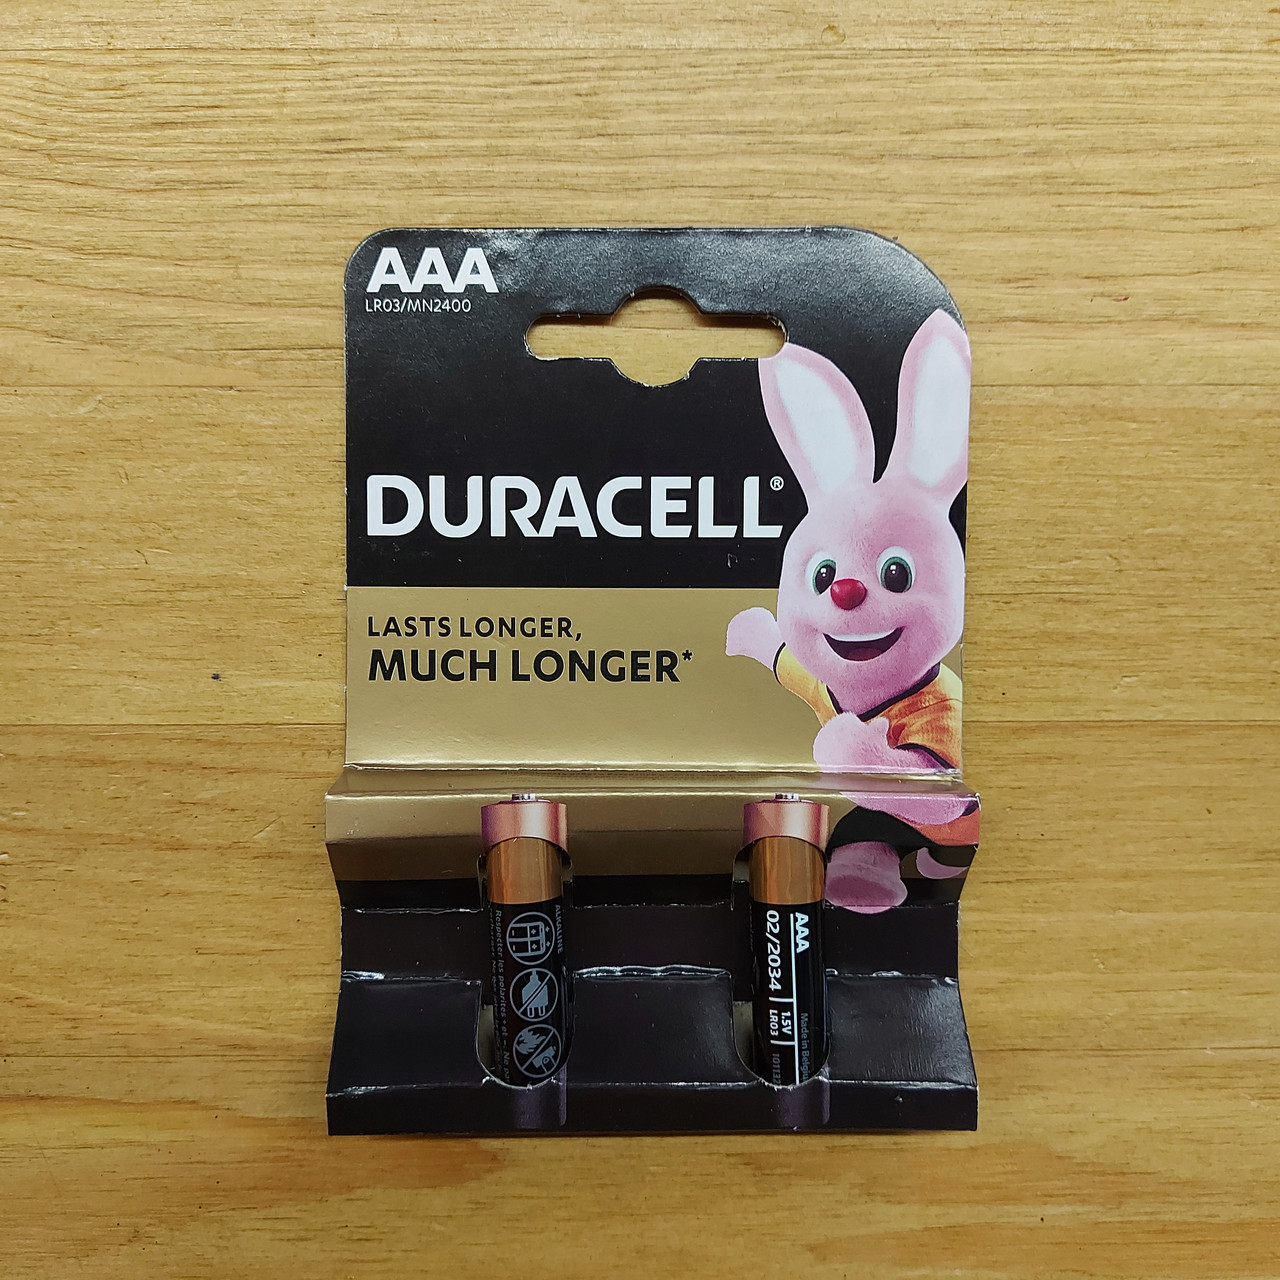 AAA
LR03/MN2400
DURACELL®
LASTS LONGER,
MUCH LONGER*
ALKALINE
Respecter les polarités
AAA
02/2034
1.5V
LR03
Made in